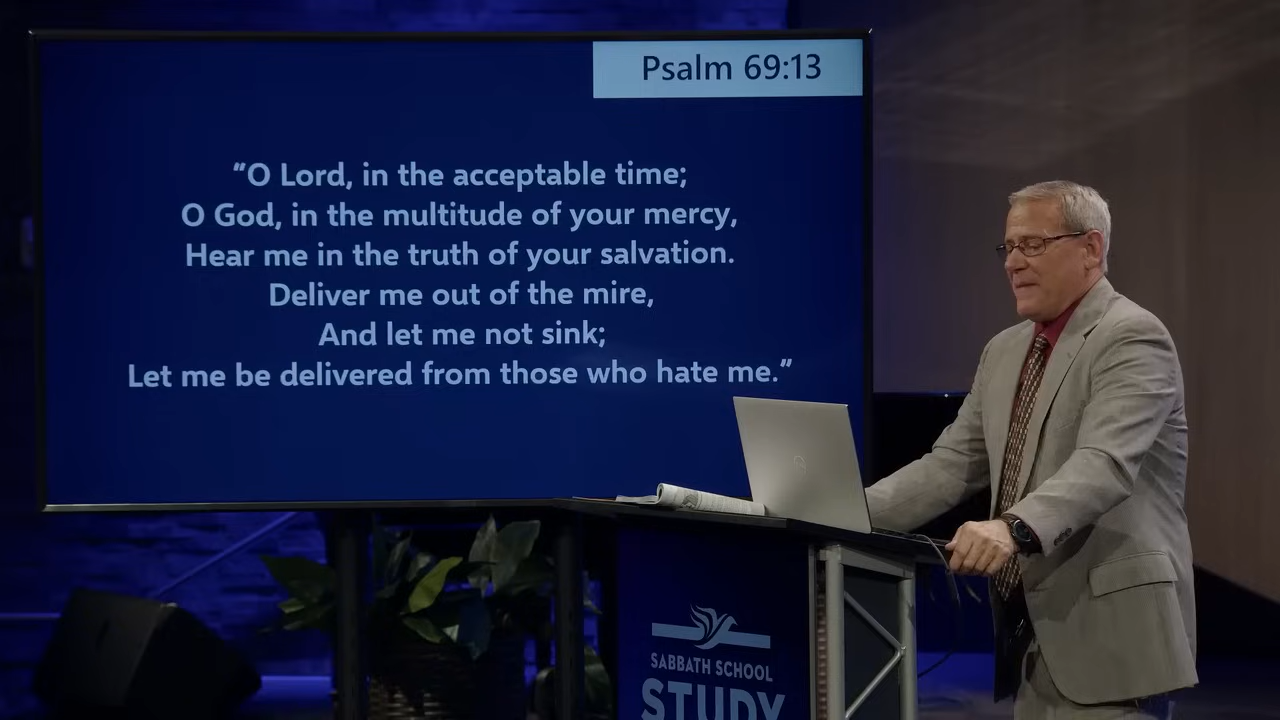 Psalm 69:13
“O Lord, in the acceptable time;
O God, in the multitude of your mercy,
Hear me in the truth of your salvation.
Deliver me out of the mire,
And let me not sink;
Let me be delivered from those who hate me.”
SABBATH SCHOOL
STUDY